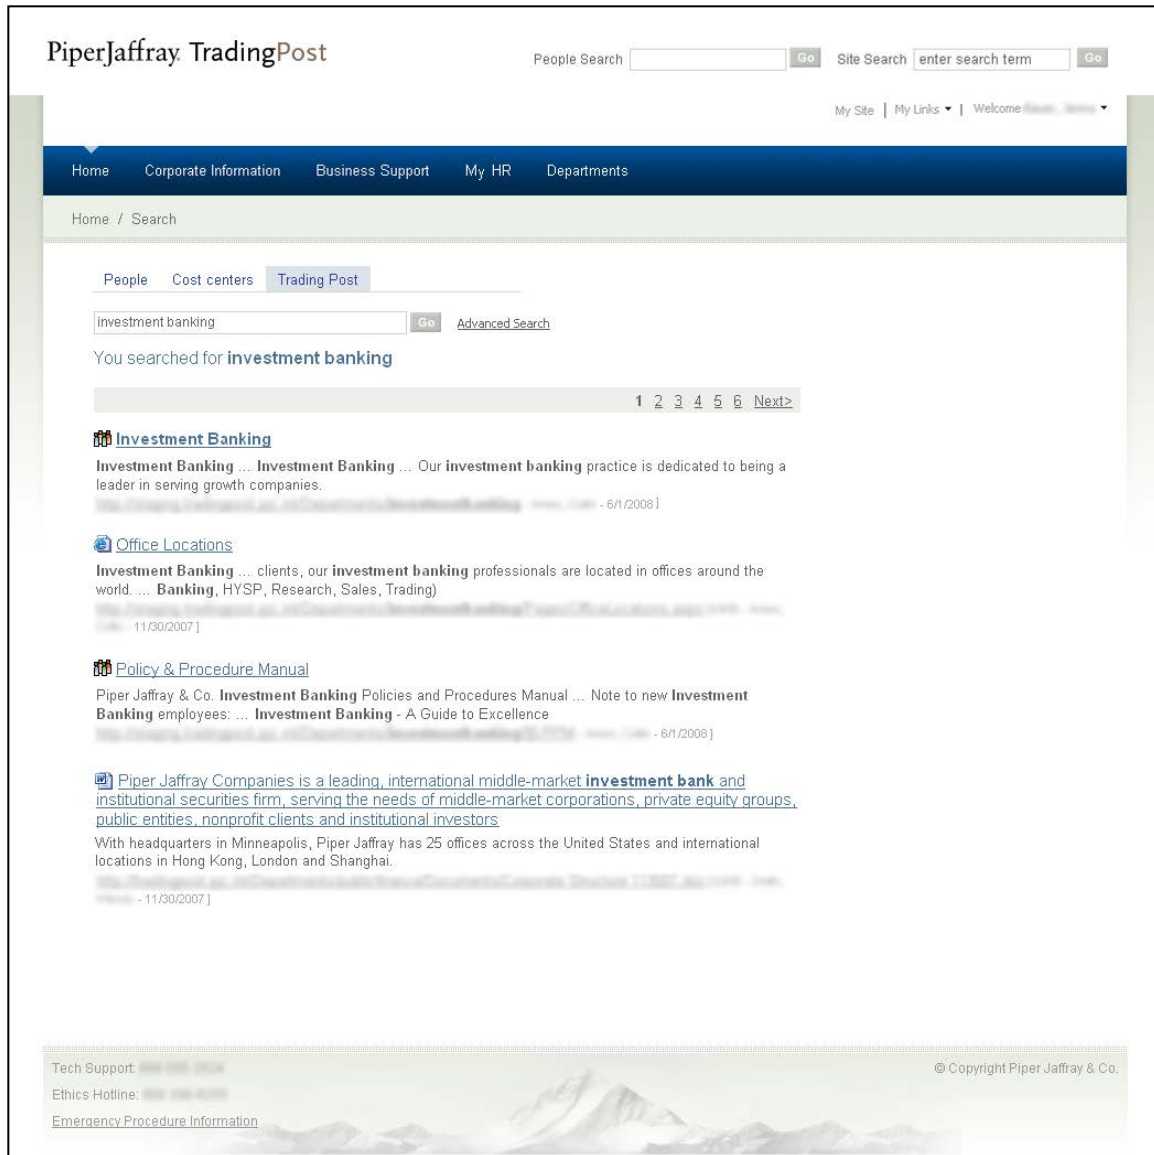 PiperJaffray. TradingPost
People Search Go Site Search enter search term Go
My Site | My Links | Welcome
Home Corporate Information Business Support My HR Departments
Home / Search
People Cost centers Trading Post
investment banking Go Advanced Search
You searched for investment banking
1 2 3 4 5 6 Next>
Investment Banking
Investment Banking ... Investment Banking ... Our investment banking practice is dedicated to being a
leader in serving growth companies.
- 6/1/2008 ]
Office Locations
Investment Banking ... clients, our investment banking professionals are located in offices around the
world. ... Banking, HYSP, Research, Sales, Trading)
- 11/30/2007 ]
Policy & Procedure Manual
Piper Jaffray & Co. Investment Banking Policies and Procedures Manual ... Note to new Investment
Banking employees: ... Investment Banking - A Guide to Excellence
- 6/1/2008 ]
Piper Jaffray Companies is a leading, international middle-market investment bank and
institutional securities firm, serving the needs of middle-market corporations, private equity groups,
public entities, nonprofit clients and institutional investors
With headquarters in Minneapolis, Piper Jaffray has 25 offices across the United States and international
locations in Hong Kong, London and Shanghai.
- 11/30/2007 ]
Tech Support: © Copyright Piper Jaffray & Co.
Ethics Hotline:
Emergency Procedure Information